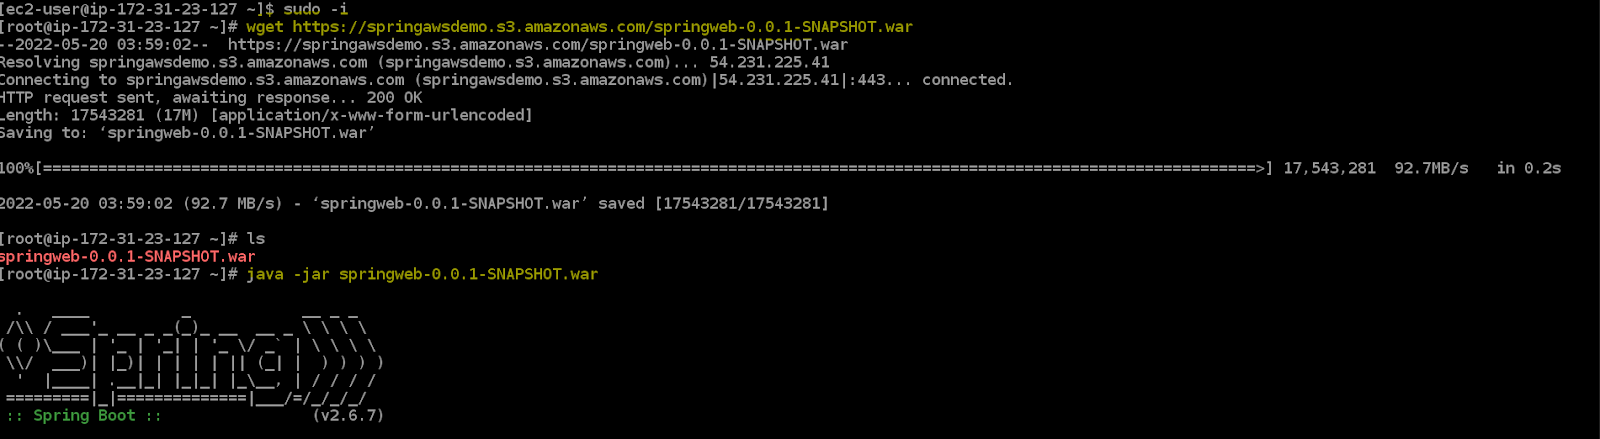 [ec2-user@ip-172-31-23-127 ~]$ sudo -i
[root@ip-172-31-23-127 ~]# wget https://springawsdemo.s3.amazonaws.com/springweb-0.0.1-SNAPSHOT.war
--2022-05-20 03:59:02--  https://springawsdemo.s3.amazonaws.com/springweb-0.0.1-SNAPSHOT.war
Resolving springawsdemo.s3.amazonaws.com (springawsdemo.s3.amazonaws.com)... 54.231.225.41
Connecting to springawsdemo.s3.amazonaws.com (springawsdemo.s3.amazonaws.com)|54.231.225.41|:443... connected.
HTTP request sent, awaiting response... 200 OK
Length: 17543281 (17M) [application/x-www-form-urlencoded]
Saving to: ‘springweb-0.0.1-SNAPSHOT.war’
100%[===================================================================================================================================>] 17,543,281  92.7MB/s   in 0.2s
2022-05-20 03:59:02 (92.7 MB/s) - ‘springweb-0.0.1-SNAPSHOT.war’ saved [17543281/17543281]
[root@ip-172-31-23-127 ~]# ls
springweb-0.0.1-SNAPSHOT.war
[root@ip-172-31-23-127 ~]# java -jar springweb-0.0.1-SNAPSHOT.war
Spring
:: Spring Boot ::                (v2.6.7)